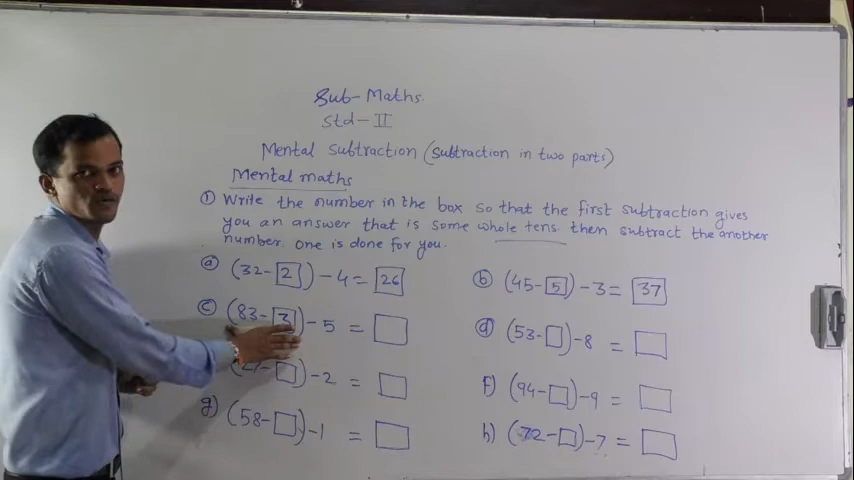 Sub- Maths.
Std - II
Mental Subtraction (Subtraction in two parts)
Mental maths
① Write the number in the box so that the first subtraction gives
you an answer that is some whole tens. then subtract the another
number. one is done for you.
ⓐ (32-2) - 4 = 26
ⓑ (45-5) - 3 = 37
ⓒ (83-3) - 5 =
ⓓ (53- ) - 8 =
) - 2 =
f) (94- ) - 9 =
g) (58- ) - 1 =
h) (72- ) - 7 =